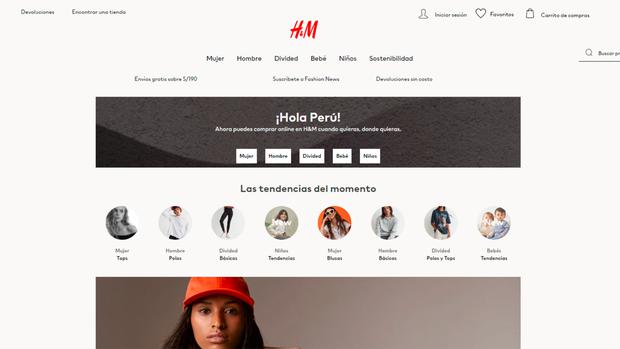 Devoluciones
Encontrar una tienda
Iniciar sesión
Favoritos
Carrito de compras
H&M
Mujer
Hombre
Divided
Bebé
Niños
Sostenibilidad
Buscar pr
Envíos gratis sobre S/190
Suscríbete a Fashion News
Devoluciones sin costo
¡Hola Perú!
Ahora puedes comprar online en H&M cuando quieras, donde quieras.
Mujer
Hombre
Divided
Bebé
Niños
Las tendencias del momento
New
Mujer
Tops
Hombre
Polos
Divided
Básicos
Niños
Tendencias
Mujer
Blusas
Hombre
Básicos
Divided
Polos y Tops
Bebés
Tendencias